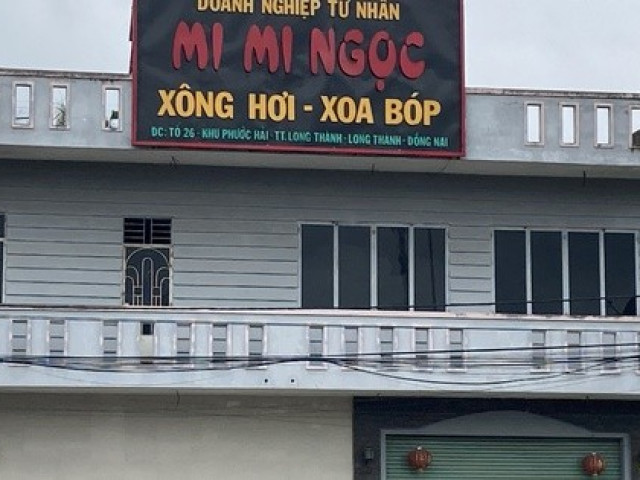 DOANH NGHIỆP TƯ NHÂN
MI MI NGỌC
XÔNG HƠI - XOA BÓP
ĐC: TỔ 26 - KHU PHƯỚC HẢI - TT. LONG THÀNH - LONG THÀNH - ĐỒNG NAI